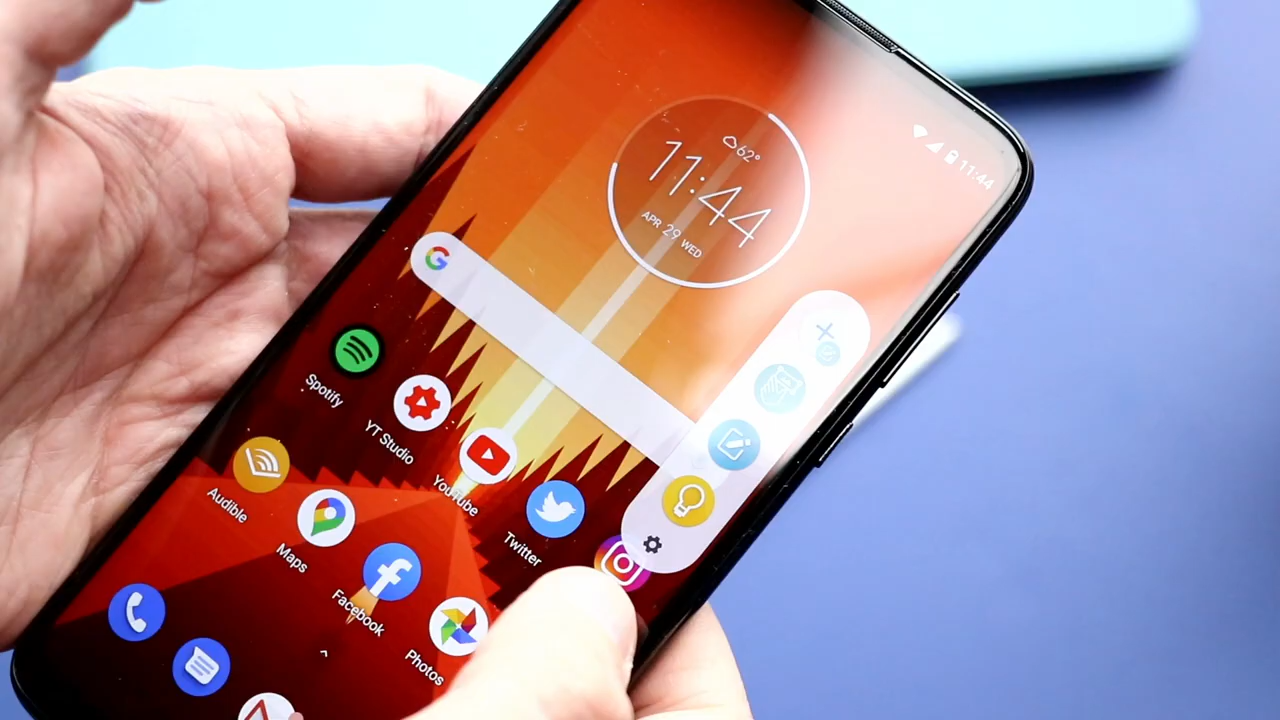 11:44
62°
11:44
APR 29 WED
Spotify
YT Studio
YouTube
Twitter
Audible
Maps
Facebook
Photos